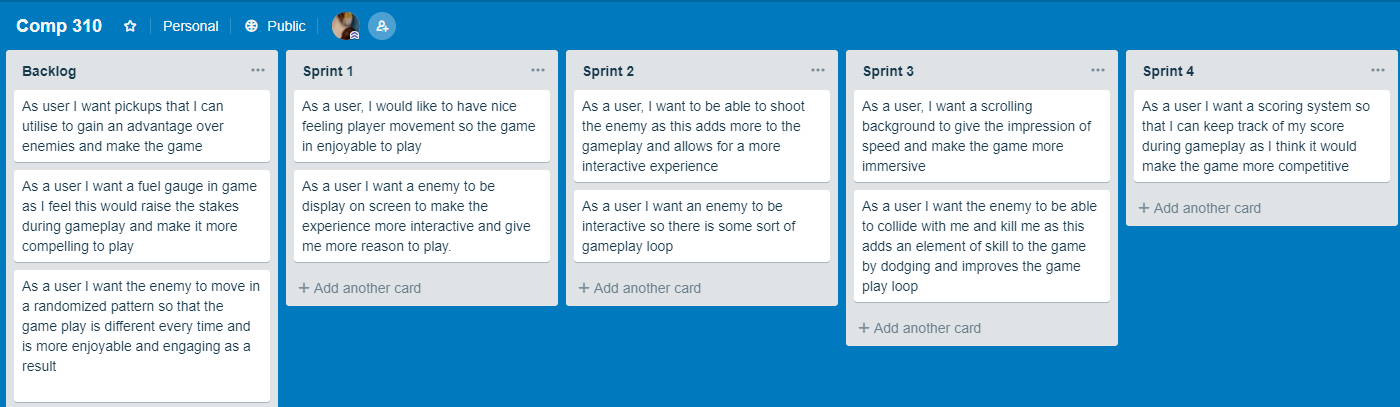 Comp 310
Personal
Public
Backlog
As user I want pickups that I can
utilise to gain an advantage over
enemies and make the game
As a user I want a fuel gauge in game
as I feel this would raise the stakes
during gameplay and make it more
compelling to play
As a user I want the enemy to move in
a randomized pattern so that the
game play is different every time and
is more enjoyable and engaging as a
result
Sprint 1
As a user, I would like to have nice
feeling player movement so the game
in enjoyable to play
As a user I want a enemy to be
display on screen to make the
experience more interactive and give
me more reason to play.
+ Add another card
Sprint 2
As a user, I want to be able to shoot
the enemy as this adds more to the
gameplay and allows for a more
interactive experience
As a user I want an enemy to be
interactive so there is some sort of
gameplay loop
+ Add another card
Sprint 3
As a user, I want a scrolling
background to give the impression of
speed and make the game more
immersive
As a user I want the enemy to be able
to collide with me and kill me as this
adds an element of skill to the game
by dodging and improves the game
play loop
+ Add another card
Sprint 4
As a user I want a scoring system so
that I can keep track of my score
during gameplay as I think it would
make the game more competitive
+ Add another card